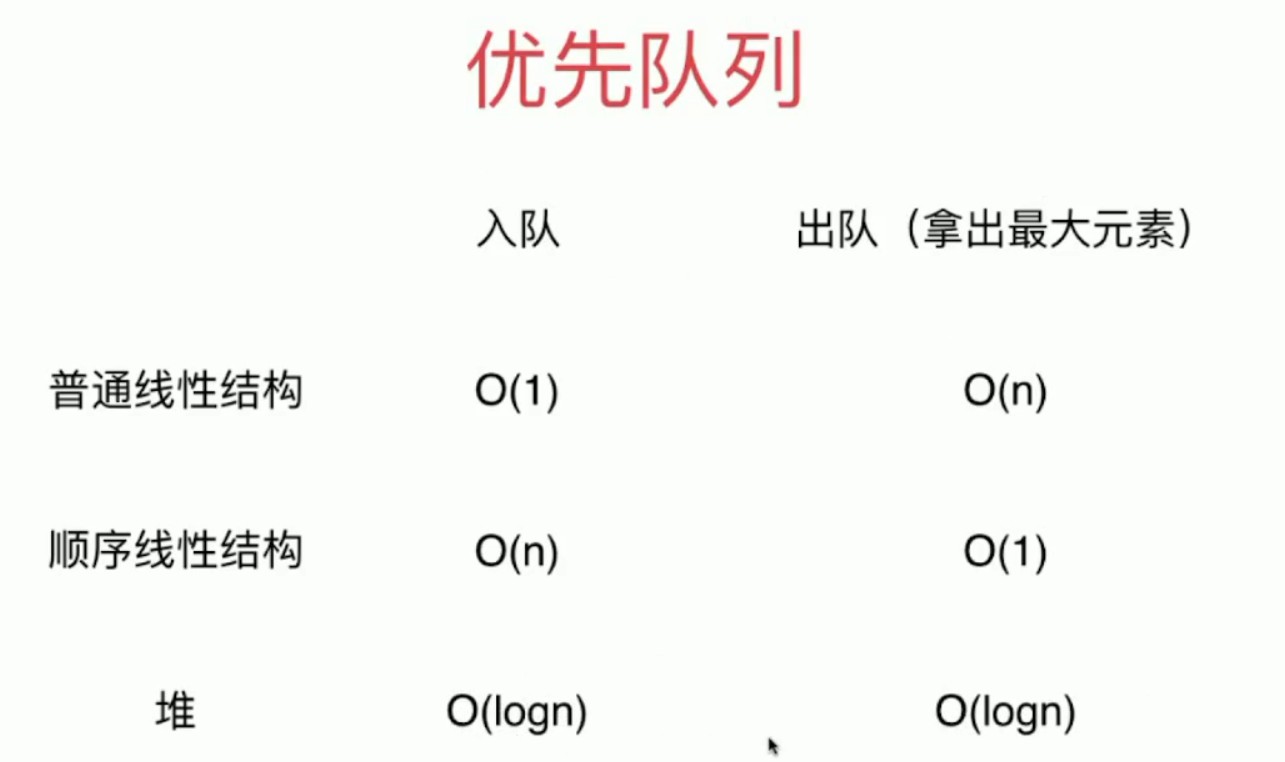 优先队列
入队 出队（拿出最大元素）
普通线性结构 O(1) O(n)
顺序线性结构 O(n) O(1)
堆 O(logn) O(logn)